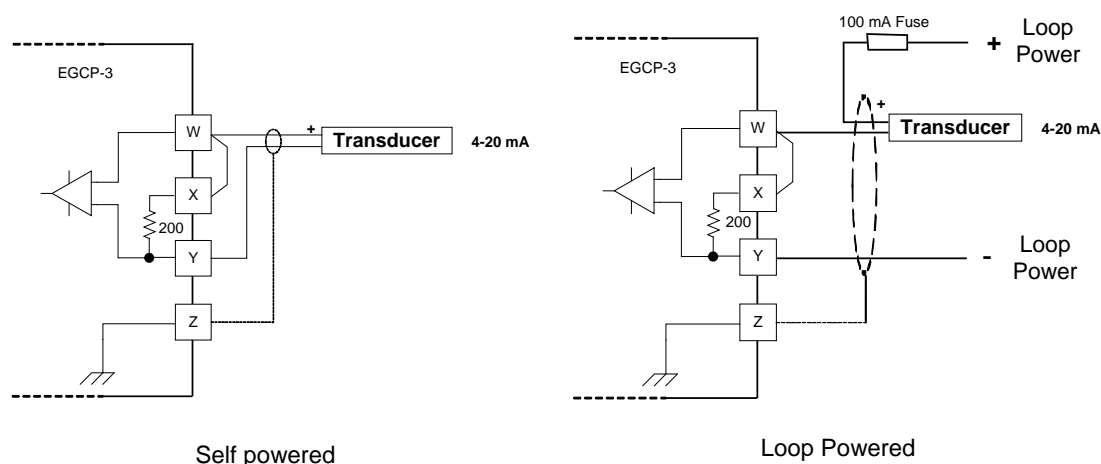 EGCP-3
W
X
200
Y
Z
+
Transducer
4-20 mA
Self powered
100 mA Fuse
+
Loop
Power
EGCP-3
W
X
200
Y
Z
+
Transducer
4-20 mA
-
Loop
Power
Loop Powered